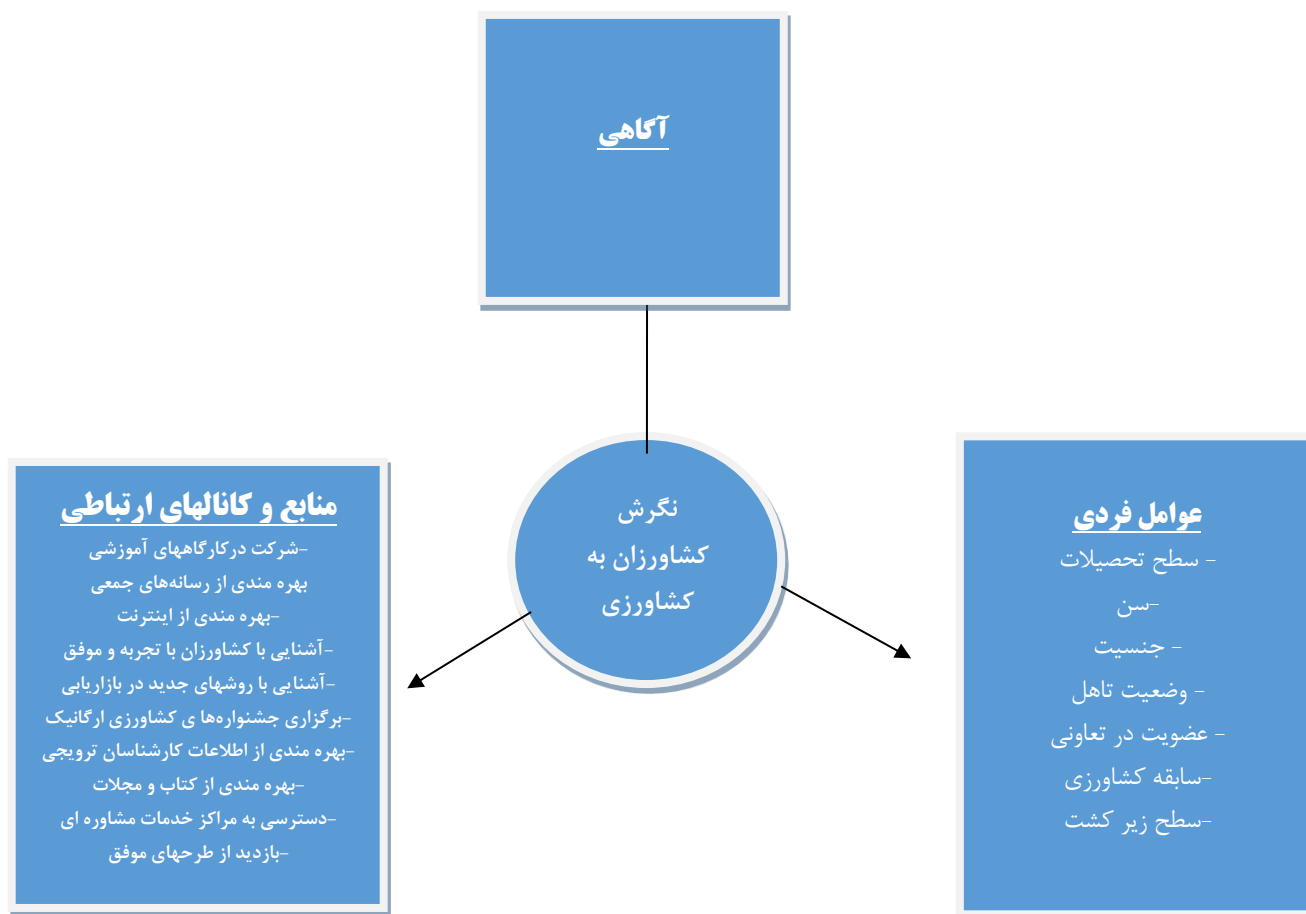 آگاهی
نگرش
کشاورزان به
کشاورزی
عوامل فردی
- سطح تحصیلات
-سن
- جنسیت
- وضعیت تاهل
- عضویت در تعاونی
-سابقه کشاورزی
-سطح زیر کشت
منابع و کانالهای ارتباطی
-شرکت درکارگاههای آموزشی
بهره مندی از رسانه‌های جمعی
-بهره مندی از اینترنت
-آشنایی با کشاورزان با تجربه و موفق
-آشنایی با روشهای جدید در بازاریابی
-برگزاری جشنواره‌ها ی کشاورزی ارگانیک
-بهره مندی از اطلاعات کارشناسان ترویجی
-بهره مندی از کتاب و مجلات
-دسترسی به مراکز خدمات مشاوره ای
-بازدید از طرحهای موفق